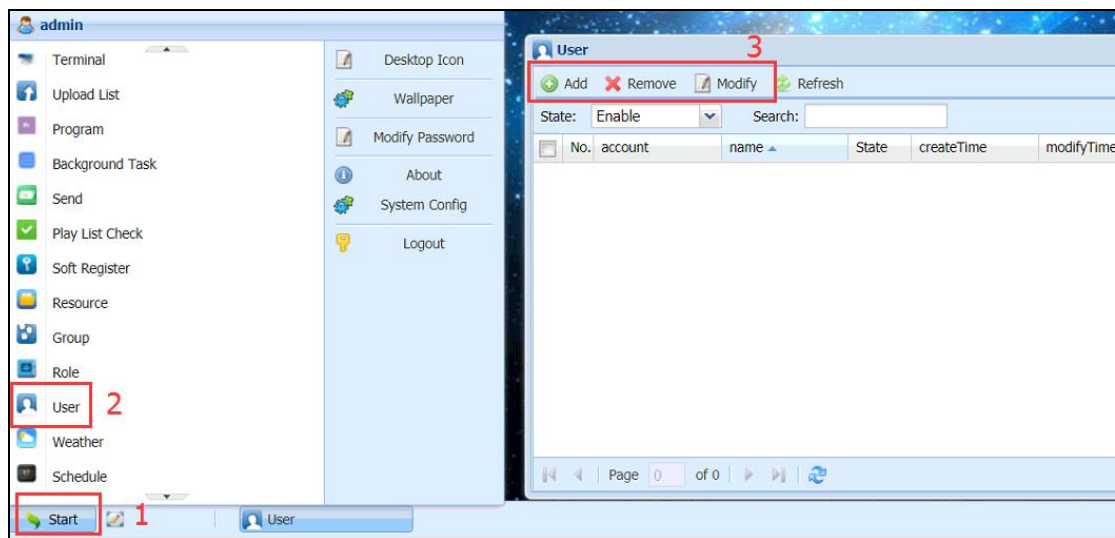 admin
Terminal
Upload List
Program
Background Task
Send
Play List Check
Soft Register
Resource
Group
Role
User
2
Weather
Schedule
Desktop Icon
Wallpaper
Modify Password
About
System Config
Logout
User
3
Add Remove Modify Refresh
State: Enable Search:
No. account name State createTime modifyTime
Page 0 of 0
Start 1 User